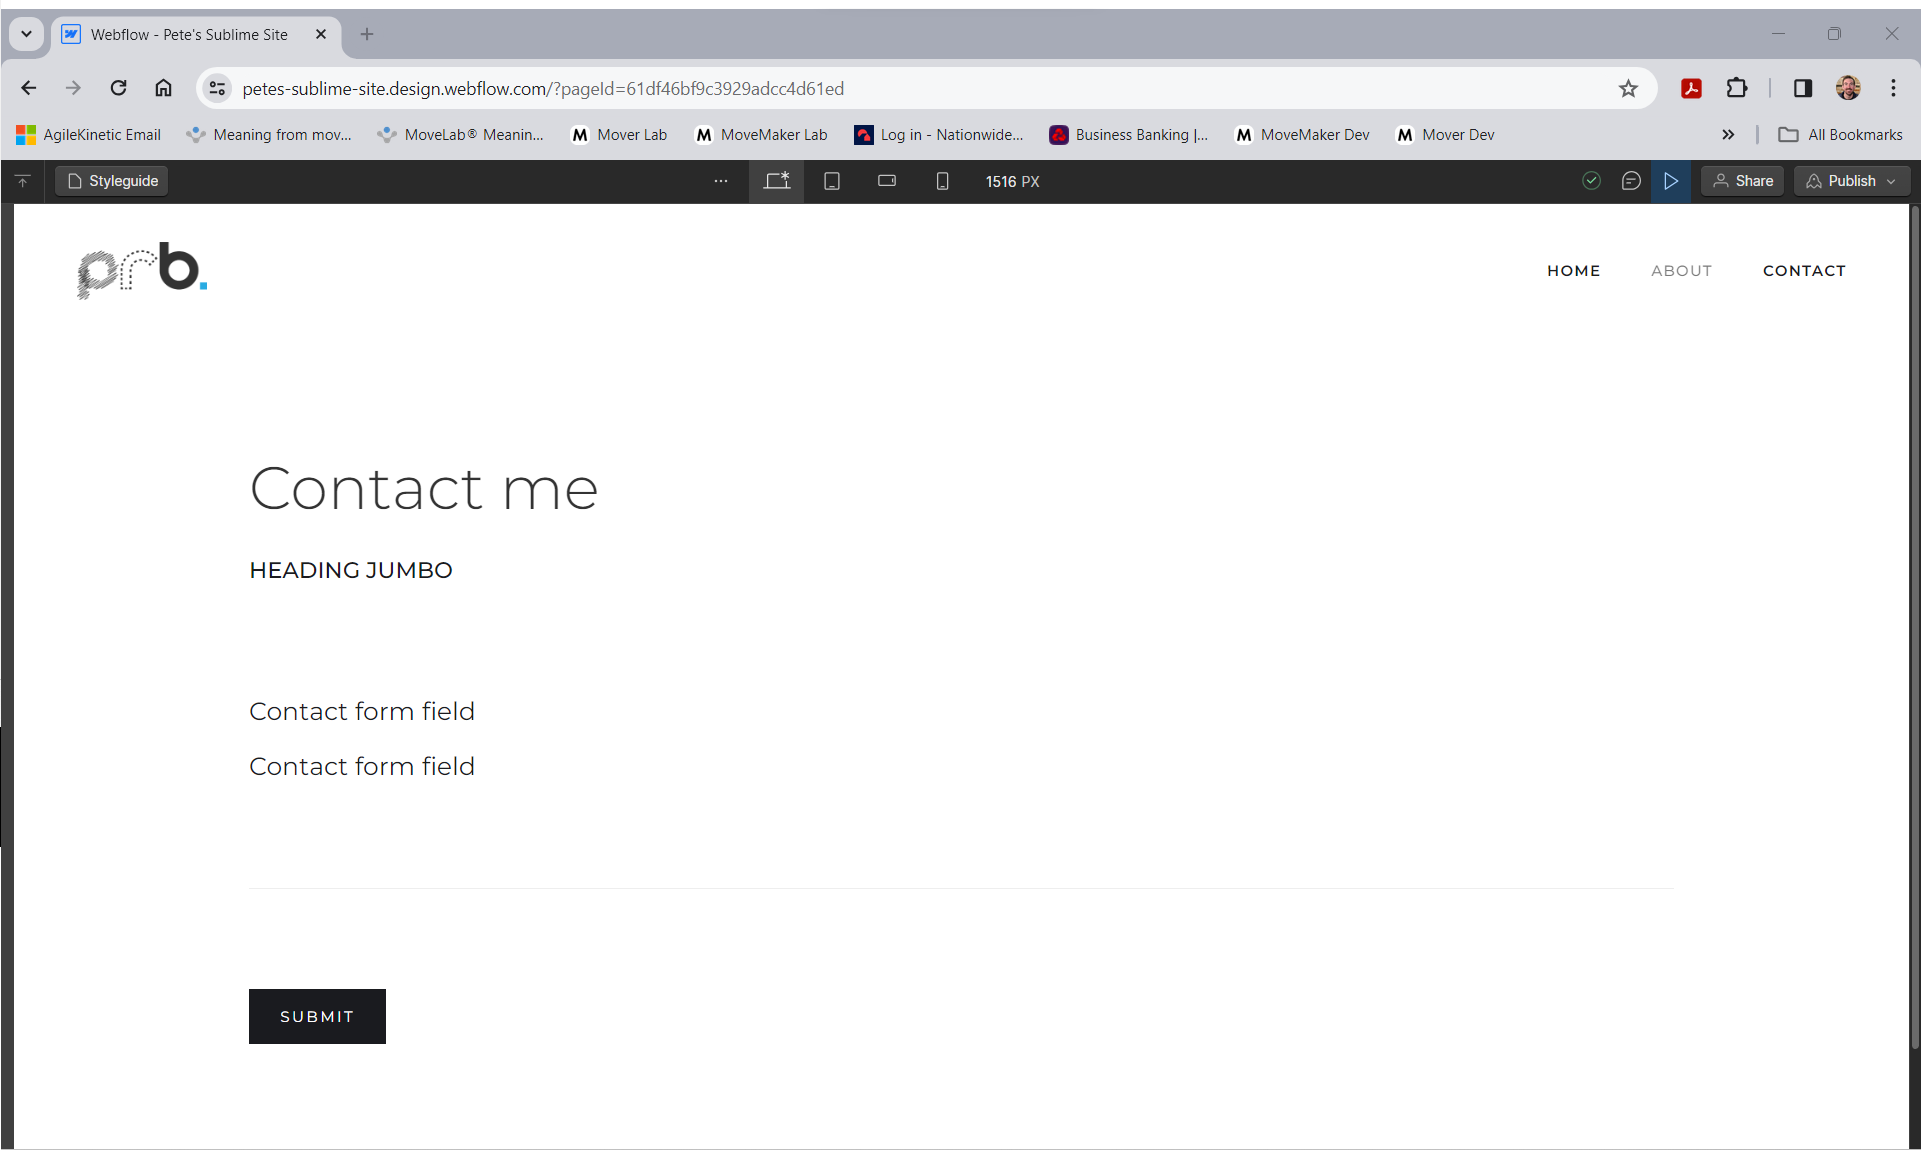 Webflow - Pete's Sublime Site
petes-sublime-site.design.webflow.com/?pageId=61df46bf9c3929adcc4d61ed
AgileKinetic Email Meaning from mov... MoveLab® Meanin... M Mover Lab M MoveMaker Lab Log in - Nationwide... Business Banking |... M MoveMaker Dev M Mover Dev All Bookmarks
Styleguide 1516 PX Share Publish
prb.
HOME ABOUT CONTACT
Contact me
HEADING JUMBO
Contact form field
Contact form field
SUBMIT